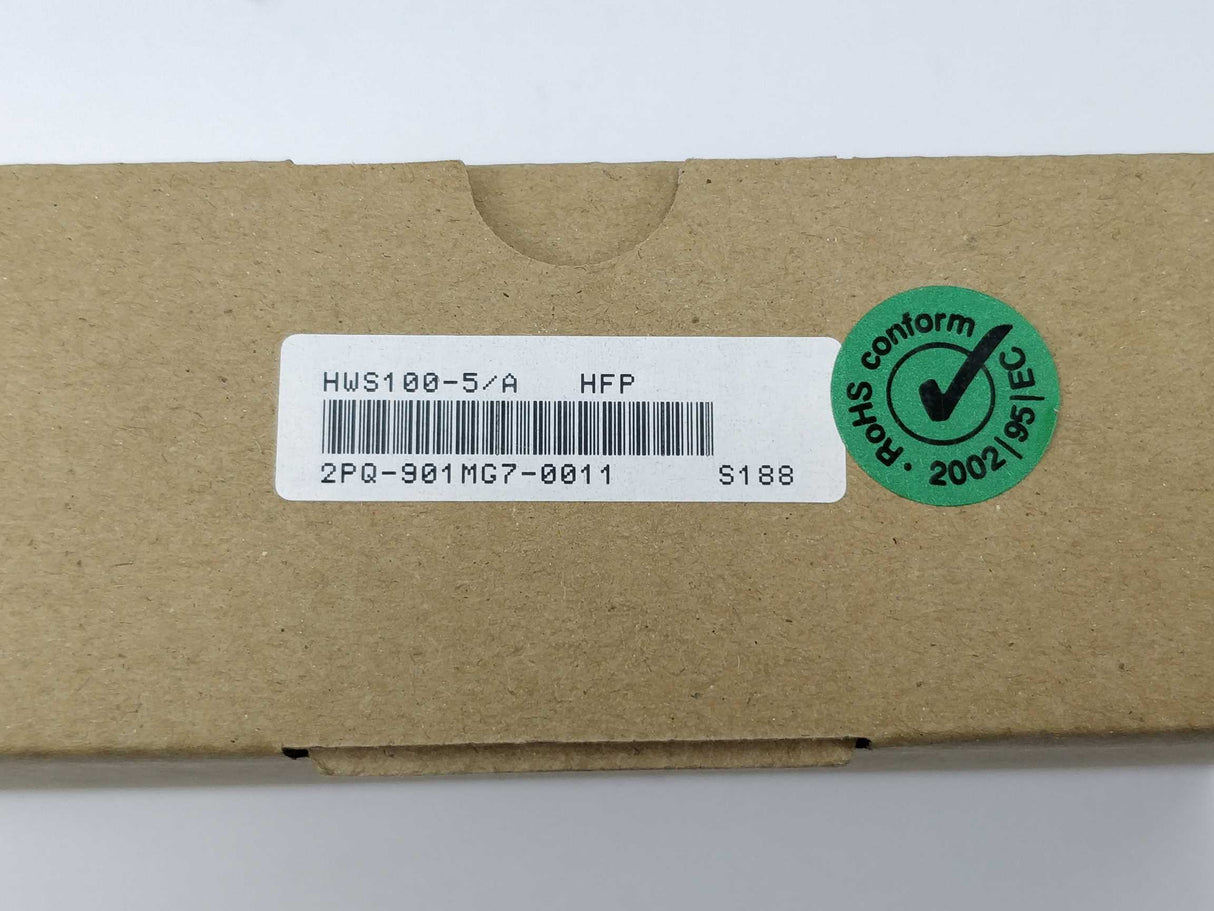 HWS100-5/A HFP
2PQ-901MG7-0011 S188
RoHS conform
• 2002/95/EC